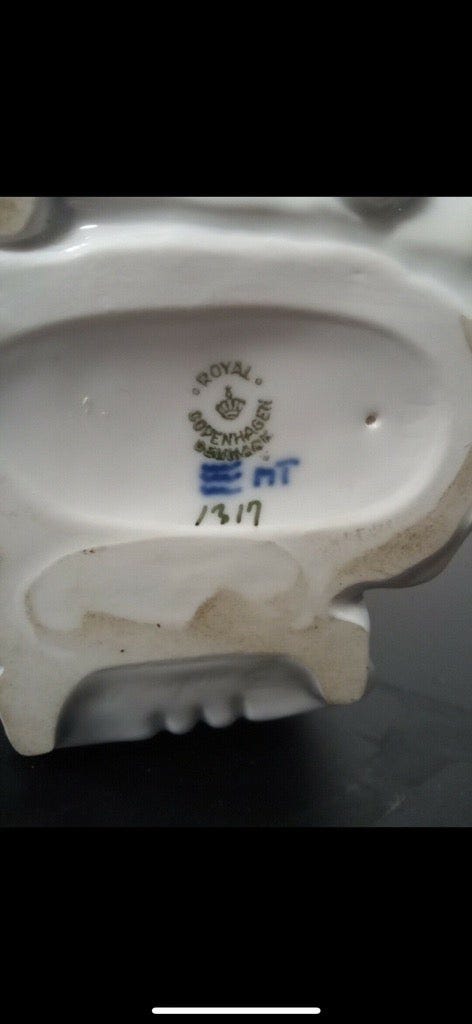 ROYAL
COPENHAGEN
DENMARK
MT
1317